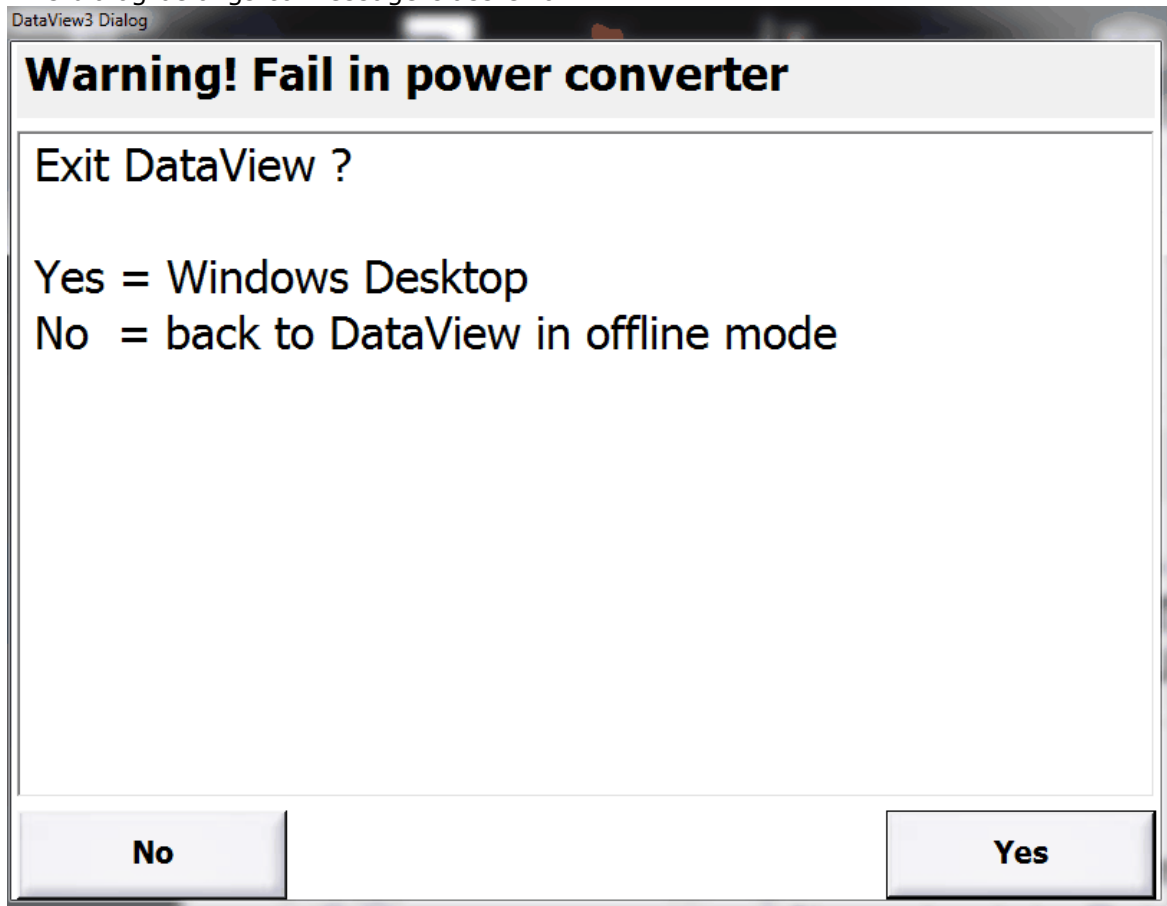 DataView3 Dialog
Warning! Fail in power converter
Exit DataView ?
Yes = Windows Desktop
No = back to DataView in offline mode
No
Yes